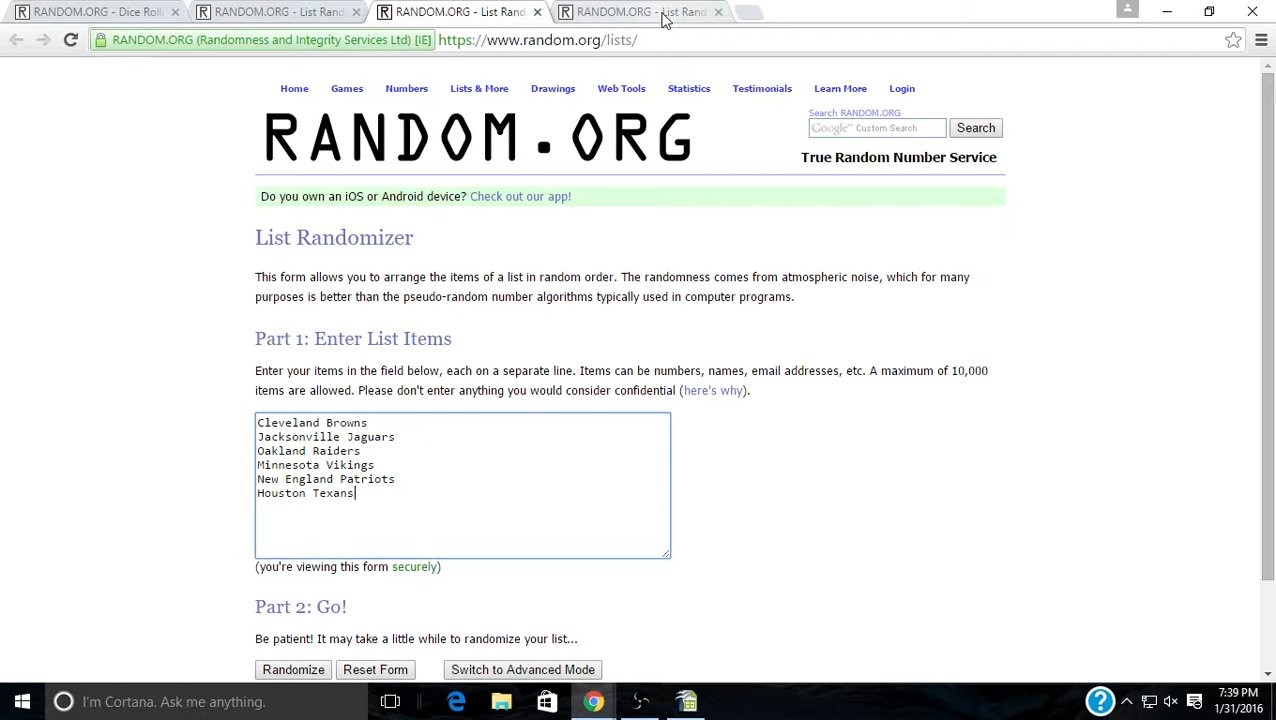 RANDOM.ORG - Dice Rolle
RANDOM.ORG - List Rand
RANDOM.ORG - List Rand
RANDOM.ORG - List Rand
RANDOM.ORG (Randomness and Integrity Services Ltd) [IE]
https://www.random.org/lists/
Home Games Numbers Lists & More Drawings Web Tools Statistics Testimonials Learn More Login
RANDOM.ORG
Search RANDOM.ORG
Google™ Custom Search
Search
True Random Number Service
Do you own an iOS or Android device? Check out our app!
List Randomizer
This form allows you to arrange the items of a list in random order. The randomness comes from atmospheric noise, which for many
purposes is better than the pseudo-random number algorithms typically used in computer programs.
Part 1: Enter List Items
Enter your items in the field below, each on a separate line. Items can be numbers, names, email addresses, etc. A maximum of 10,000
items are allowed. Please don't enter anything you would consider confidential (here's why).
Cleveland Browns
Jacksonville Jaguars
Oakland Raiders
Minnesota Vikings
New England Patriots
Houston Texans
(you're viewing this form securely)
Part 2: Go!
Be patient! It may take a little while to randomize your list...
Randomize
Reset Form
Switch to Advanced Mode
I'm Cortana. Ask me anything.
7:39 PM
1/31/2016